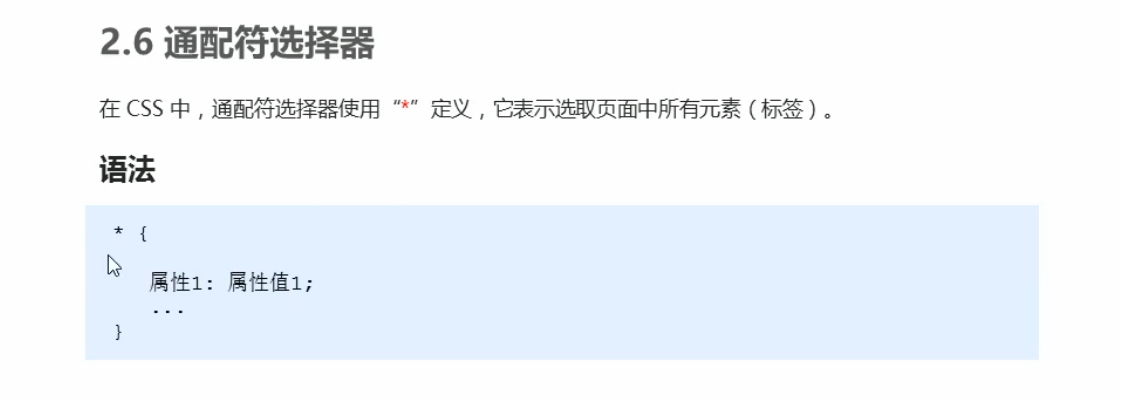 2.6 通配符选择器
在 CSS 中，通配符选择器使用“*”定义，它表示选取页面中所有元素（标签）。
语法
* {
属性1: 属性值1;
...
}